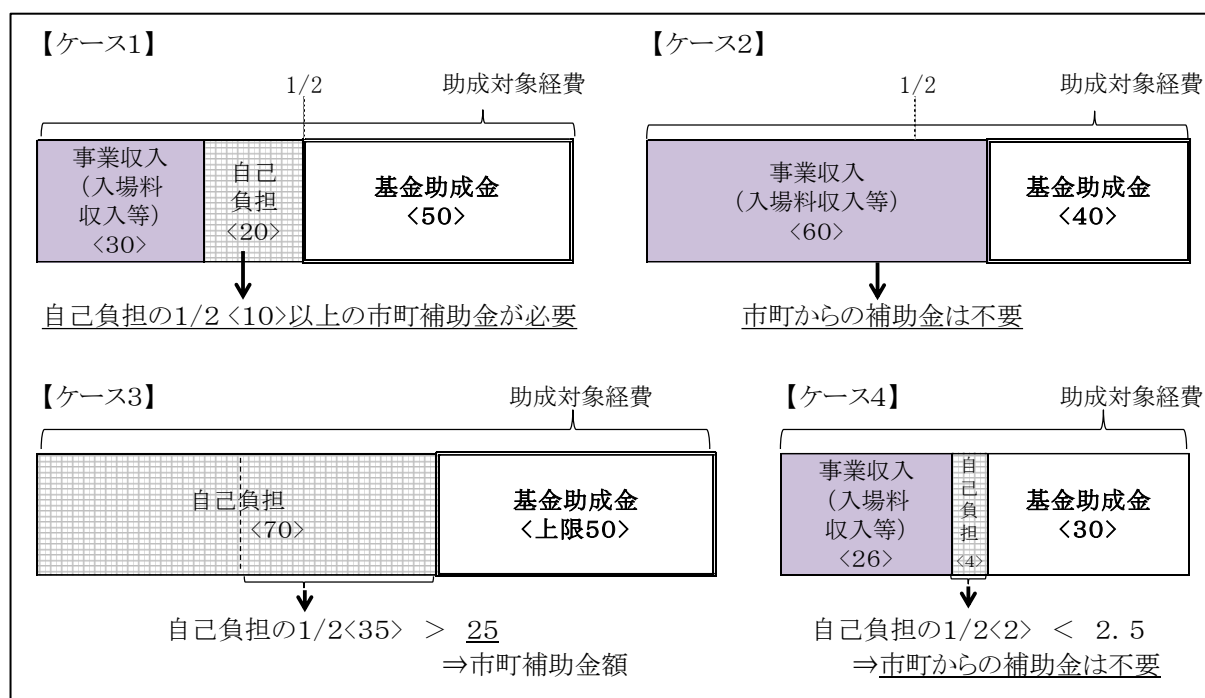 【ケース1】
1/2
助成対象経費
事業収入
(入場料
収入等)
<30>
自己
負担
<20>
基金助成金
<50>
自己負担の1/2 <10>以上の市町補助金が必要
【ケース2】
1/2
助成対象経費
事業収入
(入場料収入等)
<60>
基金助成金
<40>
市町からの補助金は不要
【ケース3】
助成対象経費
自己負担
<70>
基金助成金
<上限50>
自己負担の1/2<35> > 25
⇒市町補助金額
【ケース4】
助成対象経費
事業収入
(入場料
収入等)
<26>
自己負担
<4>
基金助成金
<30>
自己負担の1/2<2> < 2.5
⇒市町からの補助金は不要